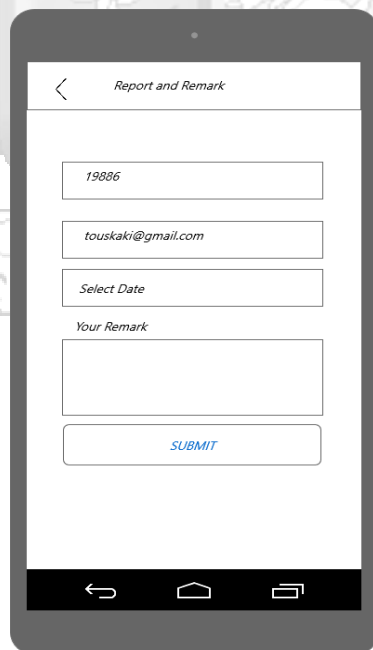 Report and Remark
19886
touskaki@gmail.com
Select Date
Your Remark
SUBMIT